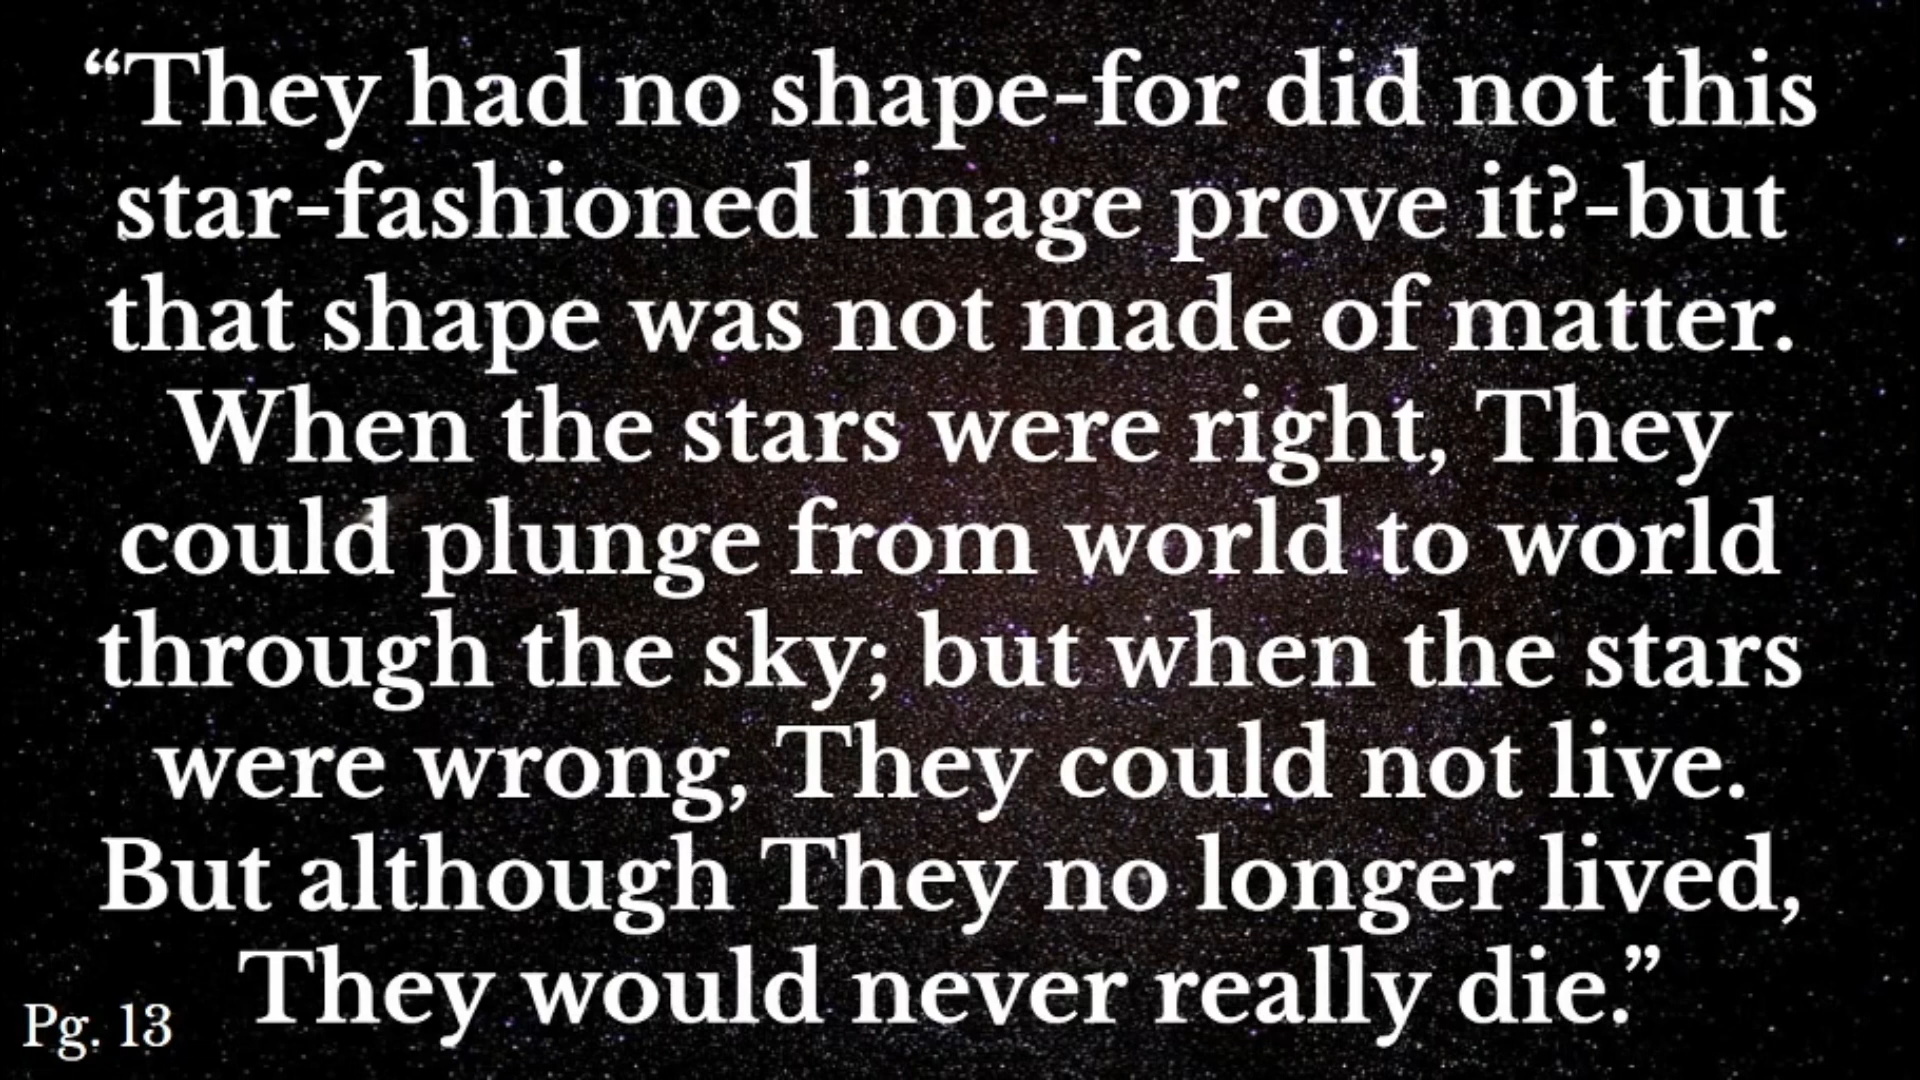 “They had no shape-for did not this
star-fashioned image prove it?-but
that shape was not made of matter.
When the stars were right, They
could plunge from world to world
through the sky; but when the stars
were wrong, They could not live.
But although They no longer lived,
They would never really die.”
Pg. 13